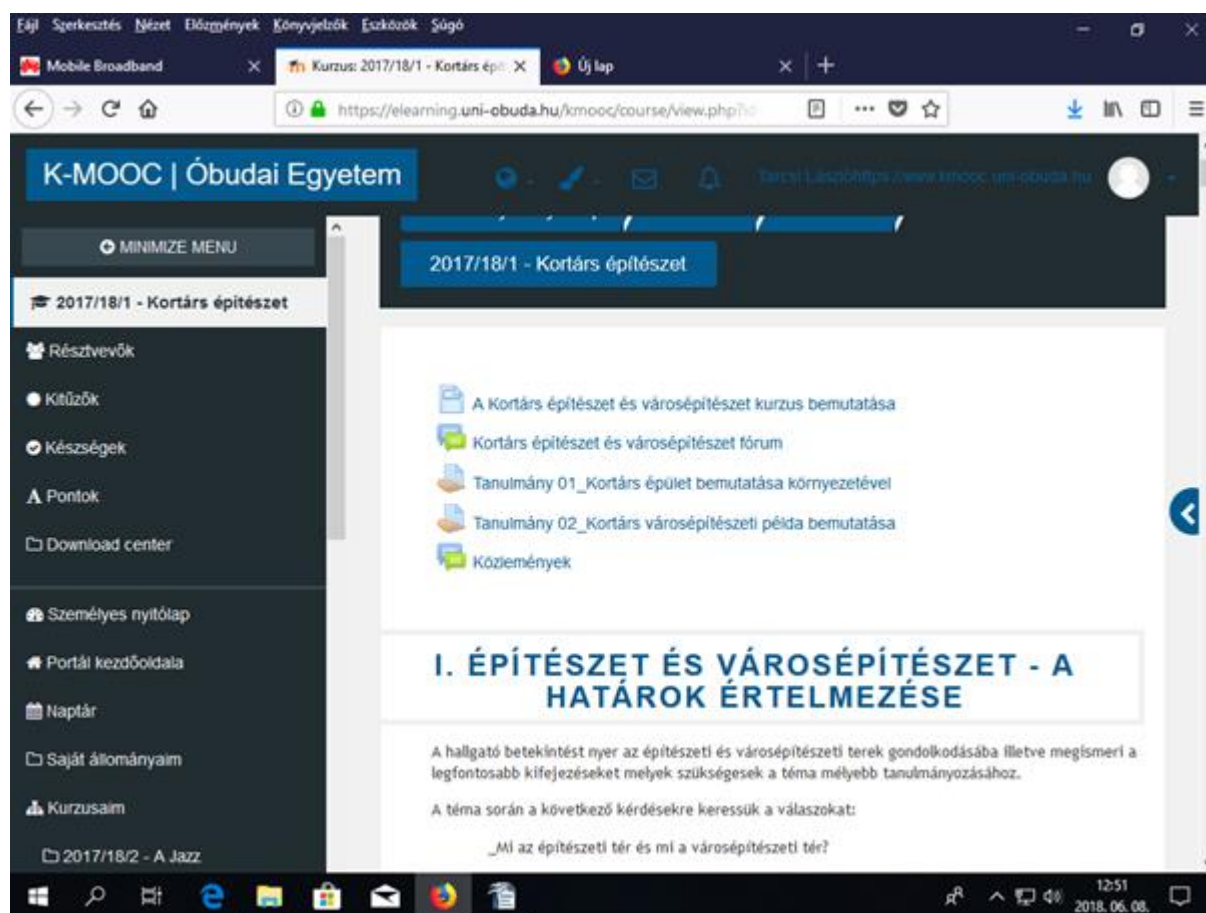 Fájl Szerkesztés Nézet Előzmények Könyvjelzők Eszközök Súgó
Mobile Broadband
Kurzus: 2017/18/1 - Kortárs épí
Új lap
https://elearning.uni-obuda.hu/kmooc/course/view.php?
K-MOOC | Óbudai Egyetem
MINIMIZE MENU
2017/18/1 - Kortárs építészet
Résztvevők
Kitűzők
Készségek
Pontok
Download center
Személyes nyitólap
Portál kezdőoldala
Naptár
Saját állományaim
Kurzusaim
2017/18/2 - A Jazz
2017/18/1 - Kortárs építészet
A Kortárs építészet és városépítészet kurzus bemutatása
Kortárs építészet és városépítészet fórum
Tanulmány 01_Kortárs épület bemutatása környezetével
Tanulmány 02_Kortárs városépítészeti példa bemutatása
Közlemények
I. ÉPÍTÉSZET ÉS VÁROSÉPÍTÉSZET - A
HATÁROK ÉRTELMEZÉSE
A hallgató betekintést nyer az építészeti és városépítészeti terek gondolkodásába illetve megismeri a
legfontosabb kifejezéseket melyek szükségesek a téma mélyebb tanulmányozásához.
A téma során a következő kérdésekre keressük a válaszokat:
_Mi az építészeti tér és mi a városépítészeti tér?
12:51
2018. 06. 08.